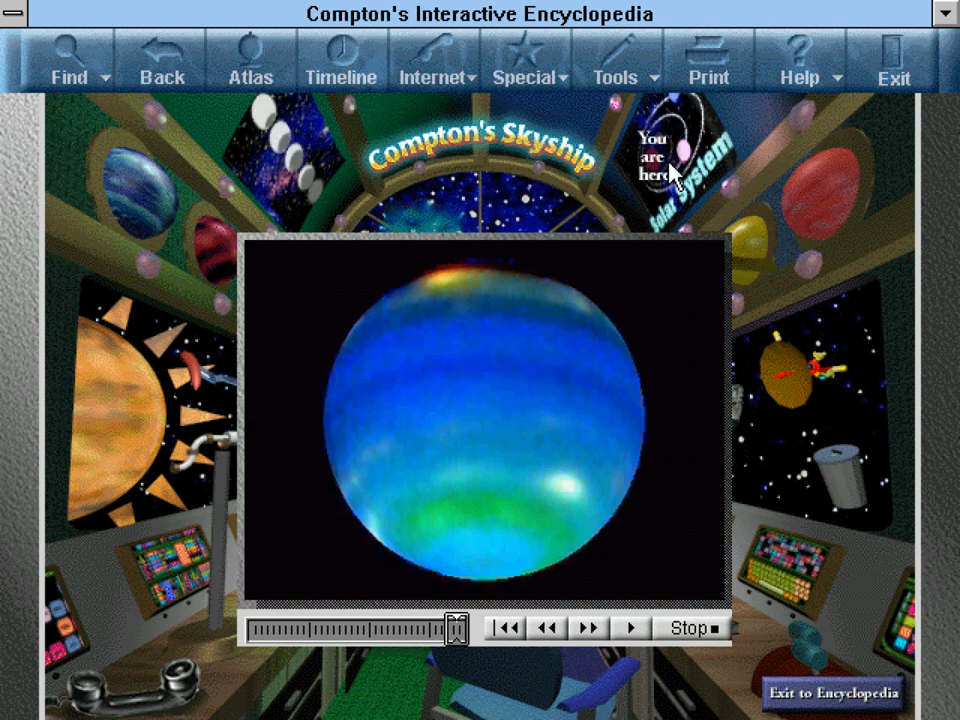 Compton's Interactive Encyclopedia
Find Back Atlas Timeline Internet Special Tools Print Help Exit
Compton's Skyship
You
are
here
Solar System
Stop
Exit to Encyclopedia